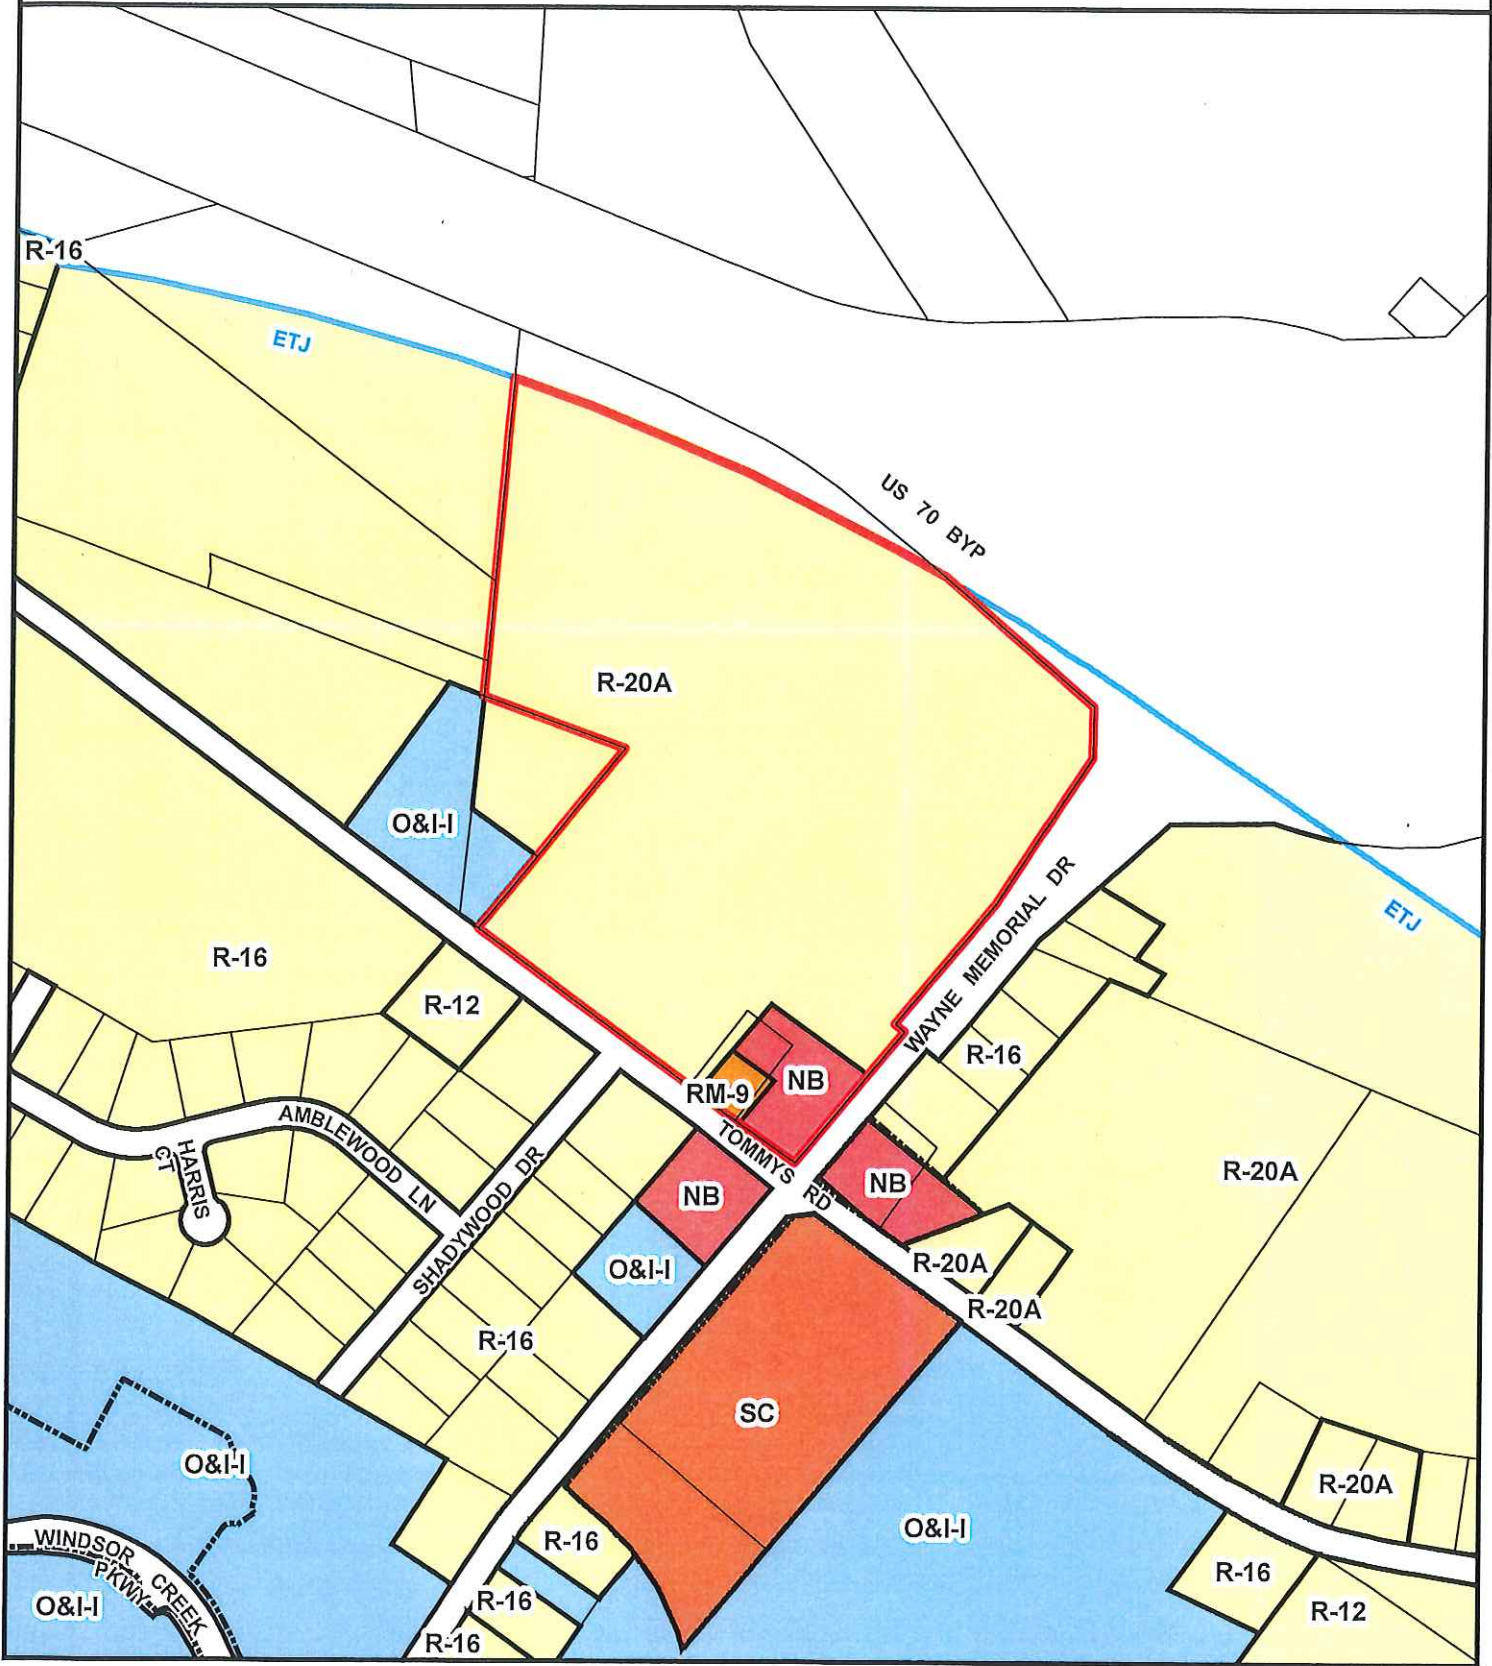 R-16
ETJ
US 70 BYP
R-20A
O&I-I
WAYNE MEMORIAL DR
ETJ
R-16
R-12
R-16
RM-9
NB
AMBLEWOOD LN
HARRIS
CT
TOMMYS RD
SHADYWOOD DR
NB
NB
R-20A
O&I-I
R-20A
R-20A
R-16
SC
O&I-I
R-20A
O&I-I
R-16
WINDSOR CREEK
PKWY
R-16
R-16
O&I-I
R-12
R-16